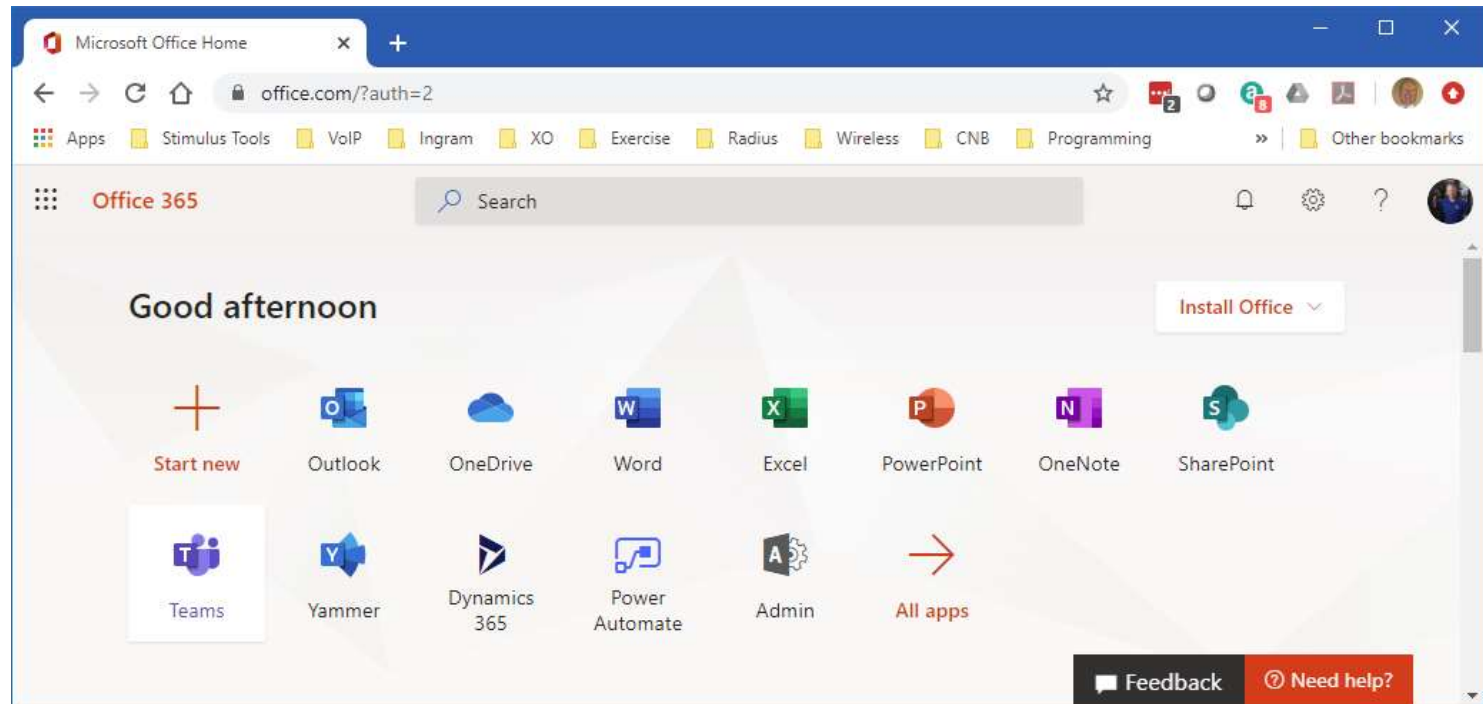 Microsoft Office Home
office.com/?auth=2
2
8
Apps Stimulus Tools VoIP Ingram XO Exercise Radius Wireless CNB Programming » Other bookmarks
Office 365 Search ?
Good afternoon
Install Office
Start new Outlook OneDrive Word Excel PowerPoint OneNote SharePoint
Teams Yammer Dynamics 365 Power Automate Admin All apps
Feedback Need help?